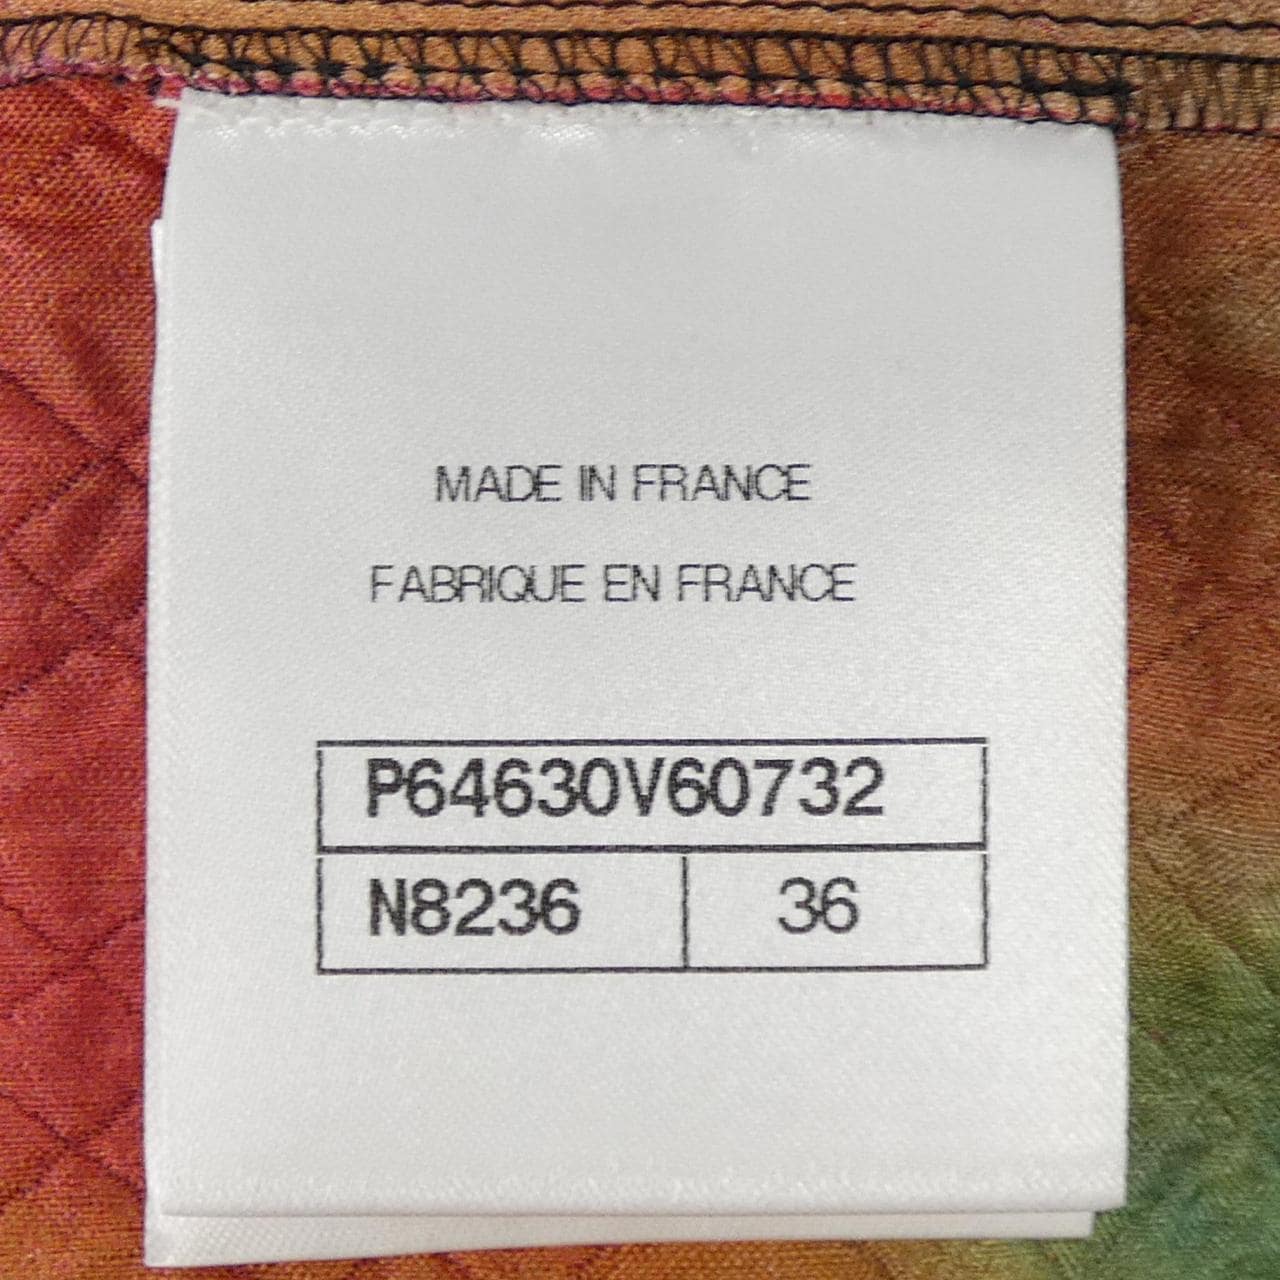 MADE IN FRANCE
FABRIQUE EN FRANCE
P64630V60732
N8236 36